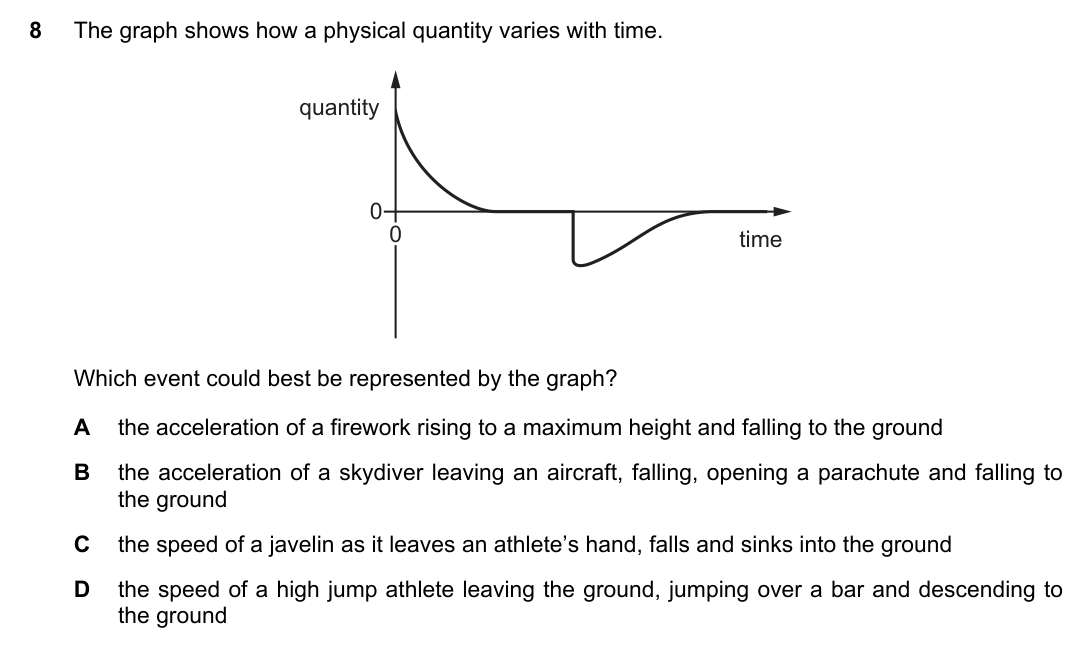 8 The graph shows how a physical quantity varies with time.
quantity
0
0
time
Which event could best be represented by the graph?
A the acceleration of a firework rising to a maximum height and falling to the ground
B the acceleration of a skydiver leaving an aircraft, falling, opening a parachute and falling to
the ground
C the speed of a javelin as it leaves an athlete’s hand, falls and sinks into the ground
D the speed of a high jump athlete leaving the ground, jumping over a bar and descending to
the ground